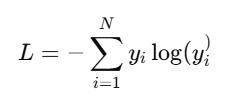 L = -\sum_{i=1}^{N} y_i \log(y_i^)